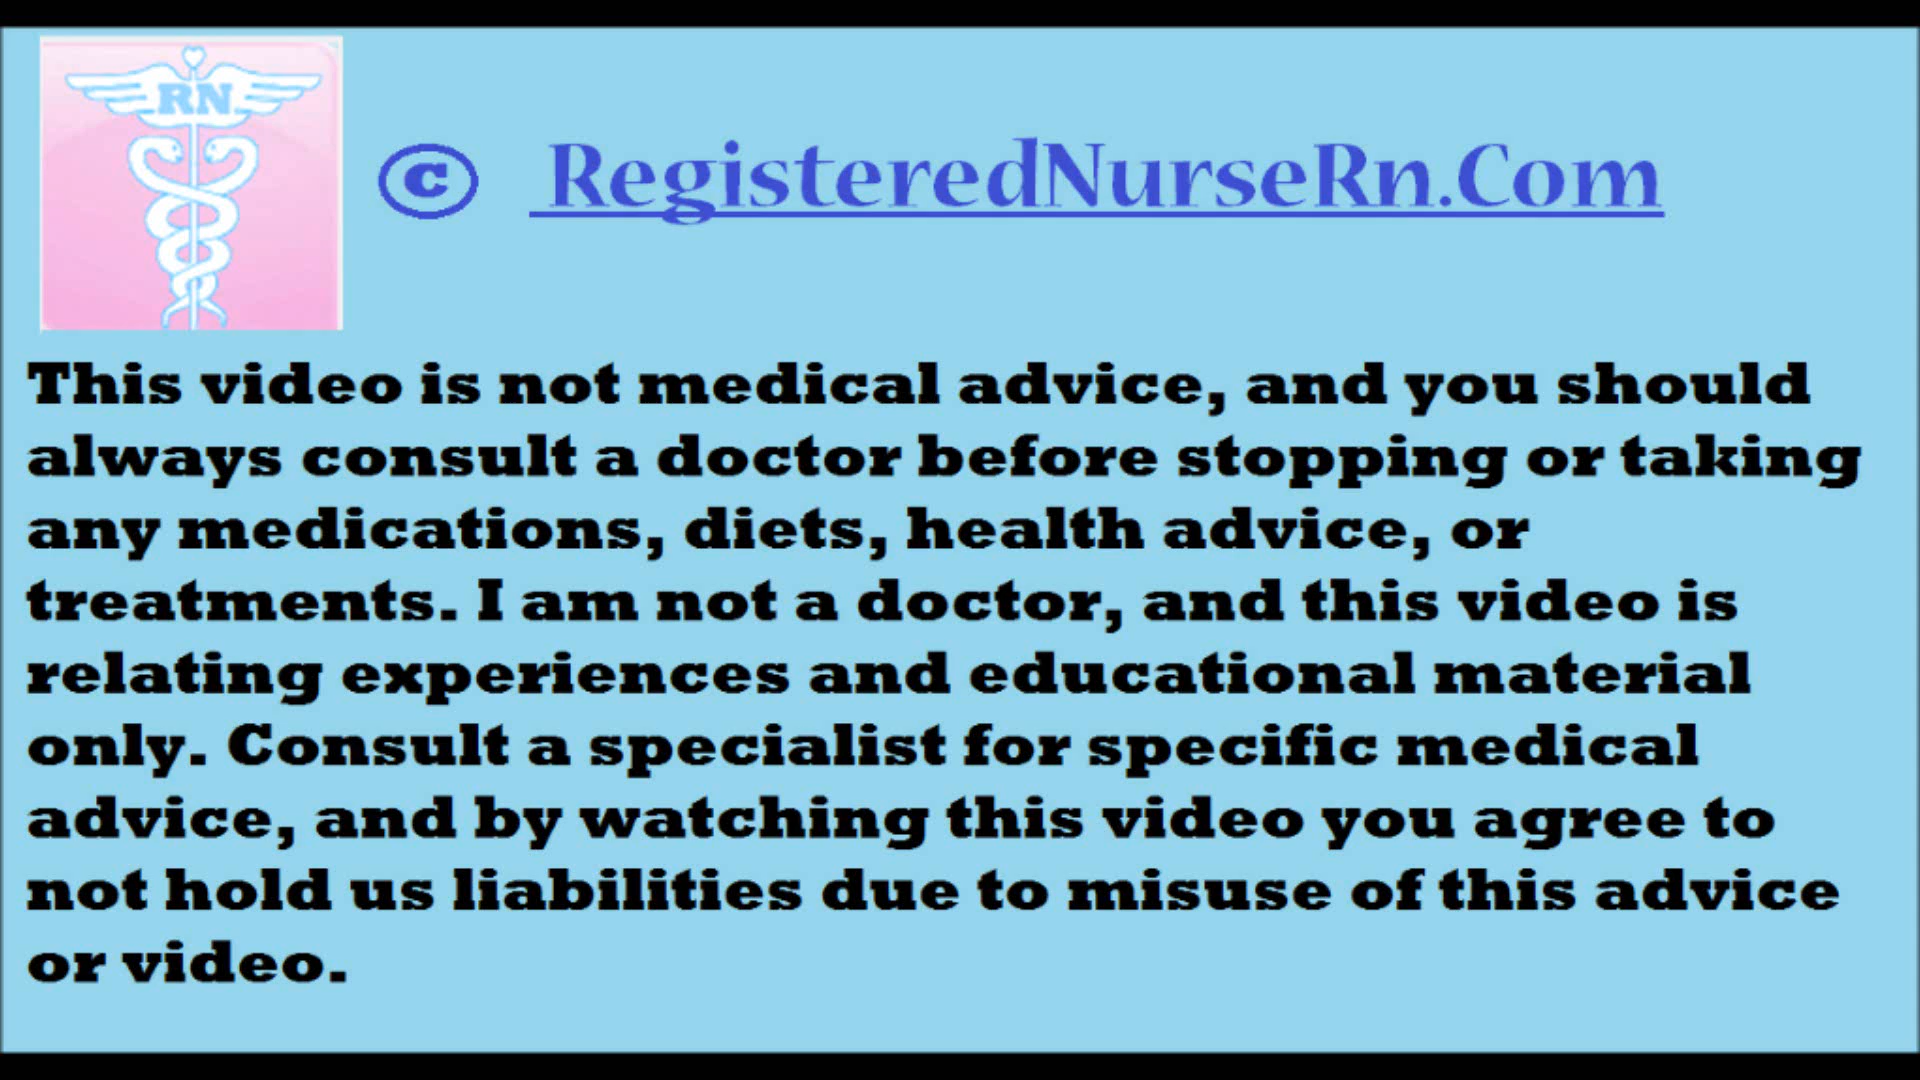 RN
© RegisteredNurseRn.Com
This video is not medical advice, and you should
always consult a doctor before stopping or taking
any medications, diets, health advice, or
treatments. I am not a doctor, and this video is
relating experiences and educational material
only. Consult a specialist for specific medical
advice, and by watching this video you agree to
not hold us liabilities due to misuse of this advice
or video.